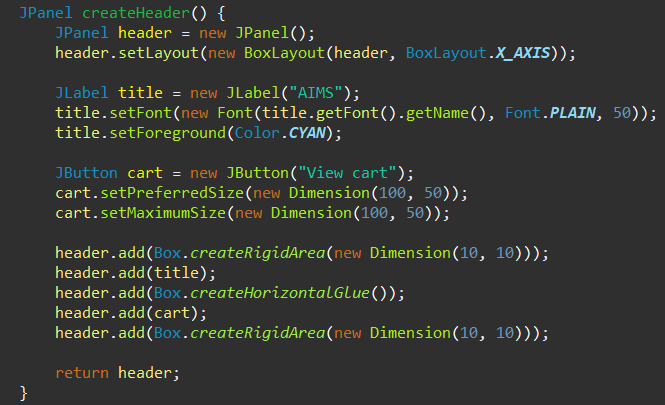 JPanel createHeader() {
    JPanel header = new JPanel();
    header.setLayout(new BoxLayout(header, BoxLayout.X_AXIS));

    JLabel title = new JLabel("AIMS");
    title.setFont(new Font(title.getFont().getName(), Font.PLAIN, 50));
    title.setForeground(Color.CYAN);

    JButton cart = new JButton("View cart");
    cart.setPreferredSize(new Dimension(100, 50));
    cart.setMaximumSize(new Dimension(100, 50));

    header.add(Box.createRigidArea(new Dimension(10, 10)));
    header.add(title);
    header.add(Box.createHorizontalGlue());
    header.add(cart);
    header.add(Box.createRigidArea(new Dimension(10, 10)));

    return header;
}